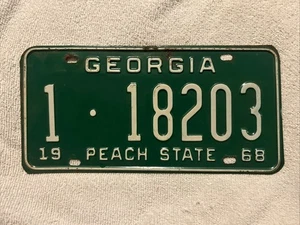 GEORGIA
1 · 18203
19 PEACH STATE 68